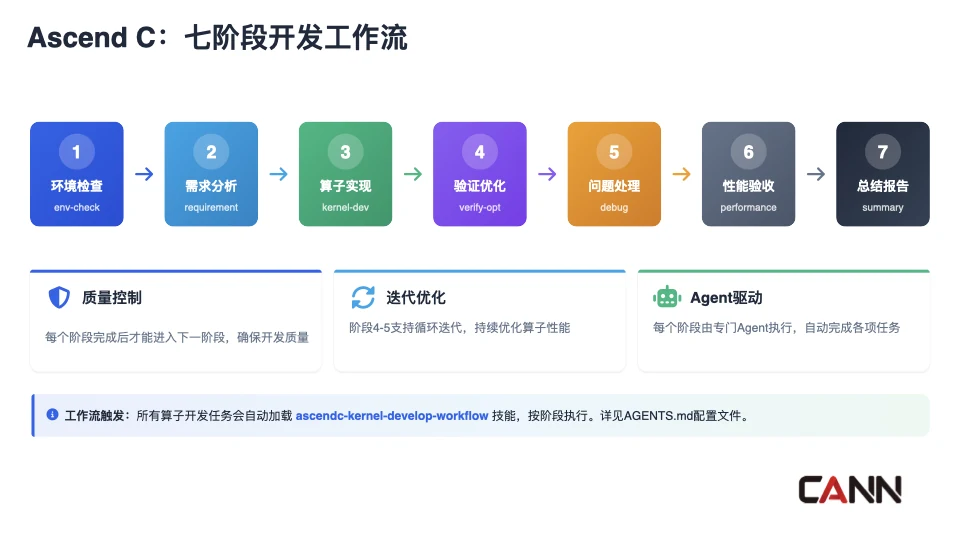 Ascend C：七阶段开发工作流
1
环境检查
env-check
2
需求分析
requirement
3
算子实现
kernel-dev
4
验证优化
verify-opt
5
问题处理
debug
6
性能验收
performance
7
总结报告
summary
质量控制
每个阶段完成后才能进入下一阶段，确保开发质量
迭代优化
阶段4-5支持循环迭代，持续优化算子性能
Agent驱动
每个阶段由专门Agent执行，自动完成各项任务
工作流触发：所有算子开发任务会自动加载 ascendc-kernel-develop-workflow 技能，按阶段执行。详见AGENTS.md配置文件。
CANN